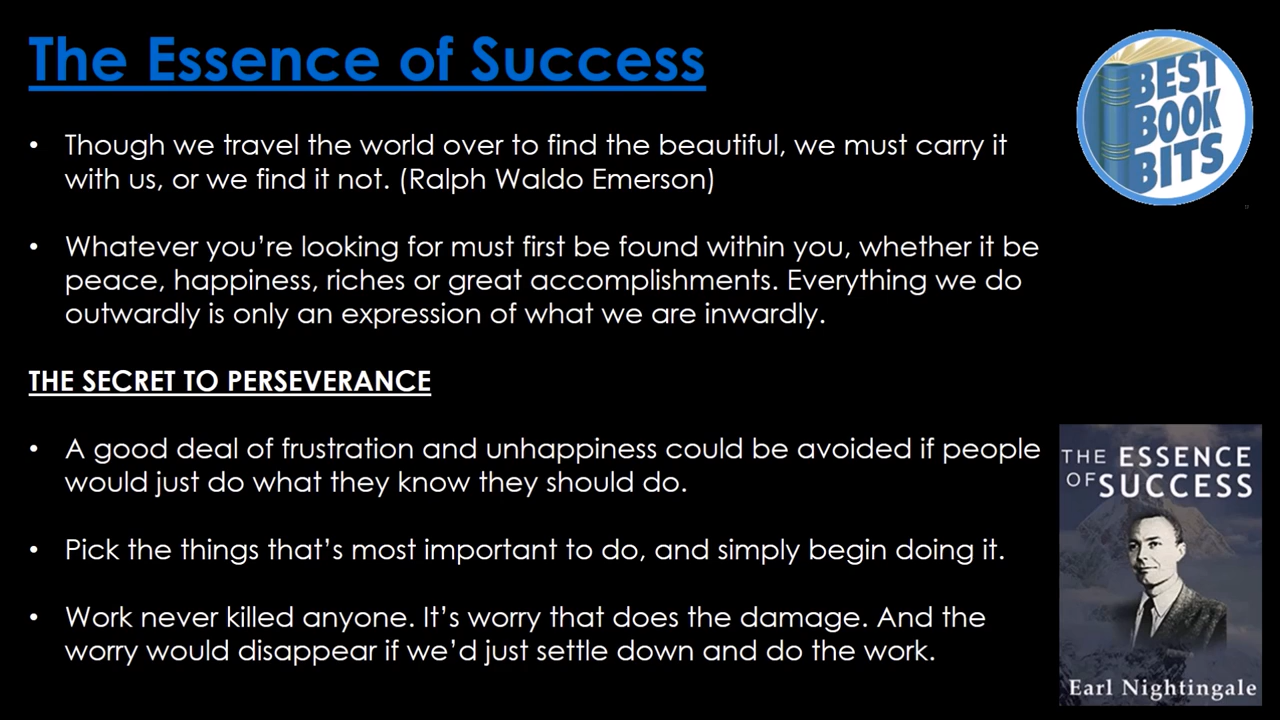 The Essence of Success
BEST
BOOK
BITS
• Though we travel the world over to find the beautiful, we must carry it
with us, or we find it not. (Ralph Waldo Emerson)
• Whatever you’re looking for must first be found within you, whether it be
peace, happiness, riches or great accomplishments. Everything we do
outwardly is only an expression of what we are inwardly.
THE SECRET TO PERSEVERANCE
• A good deal of frustration and unhappiness could be avoided if people
would just do what they know they should do.
• Pick the things that’s most important to do, and simply begin doing it.
• Work never killed anyone. It’s worry that does the damage. And the
worry would disappear if we’d just settle down and do the work.
THE ESSENCE
OF SUCCESS
Earl Nightingale